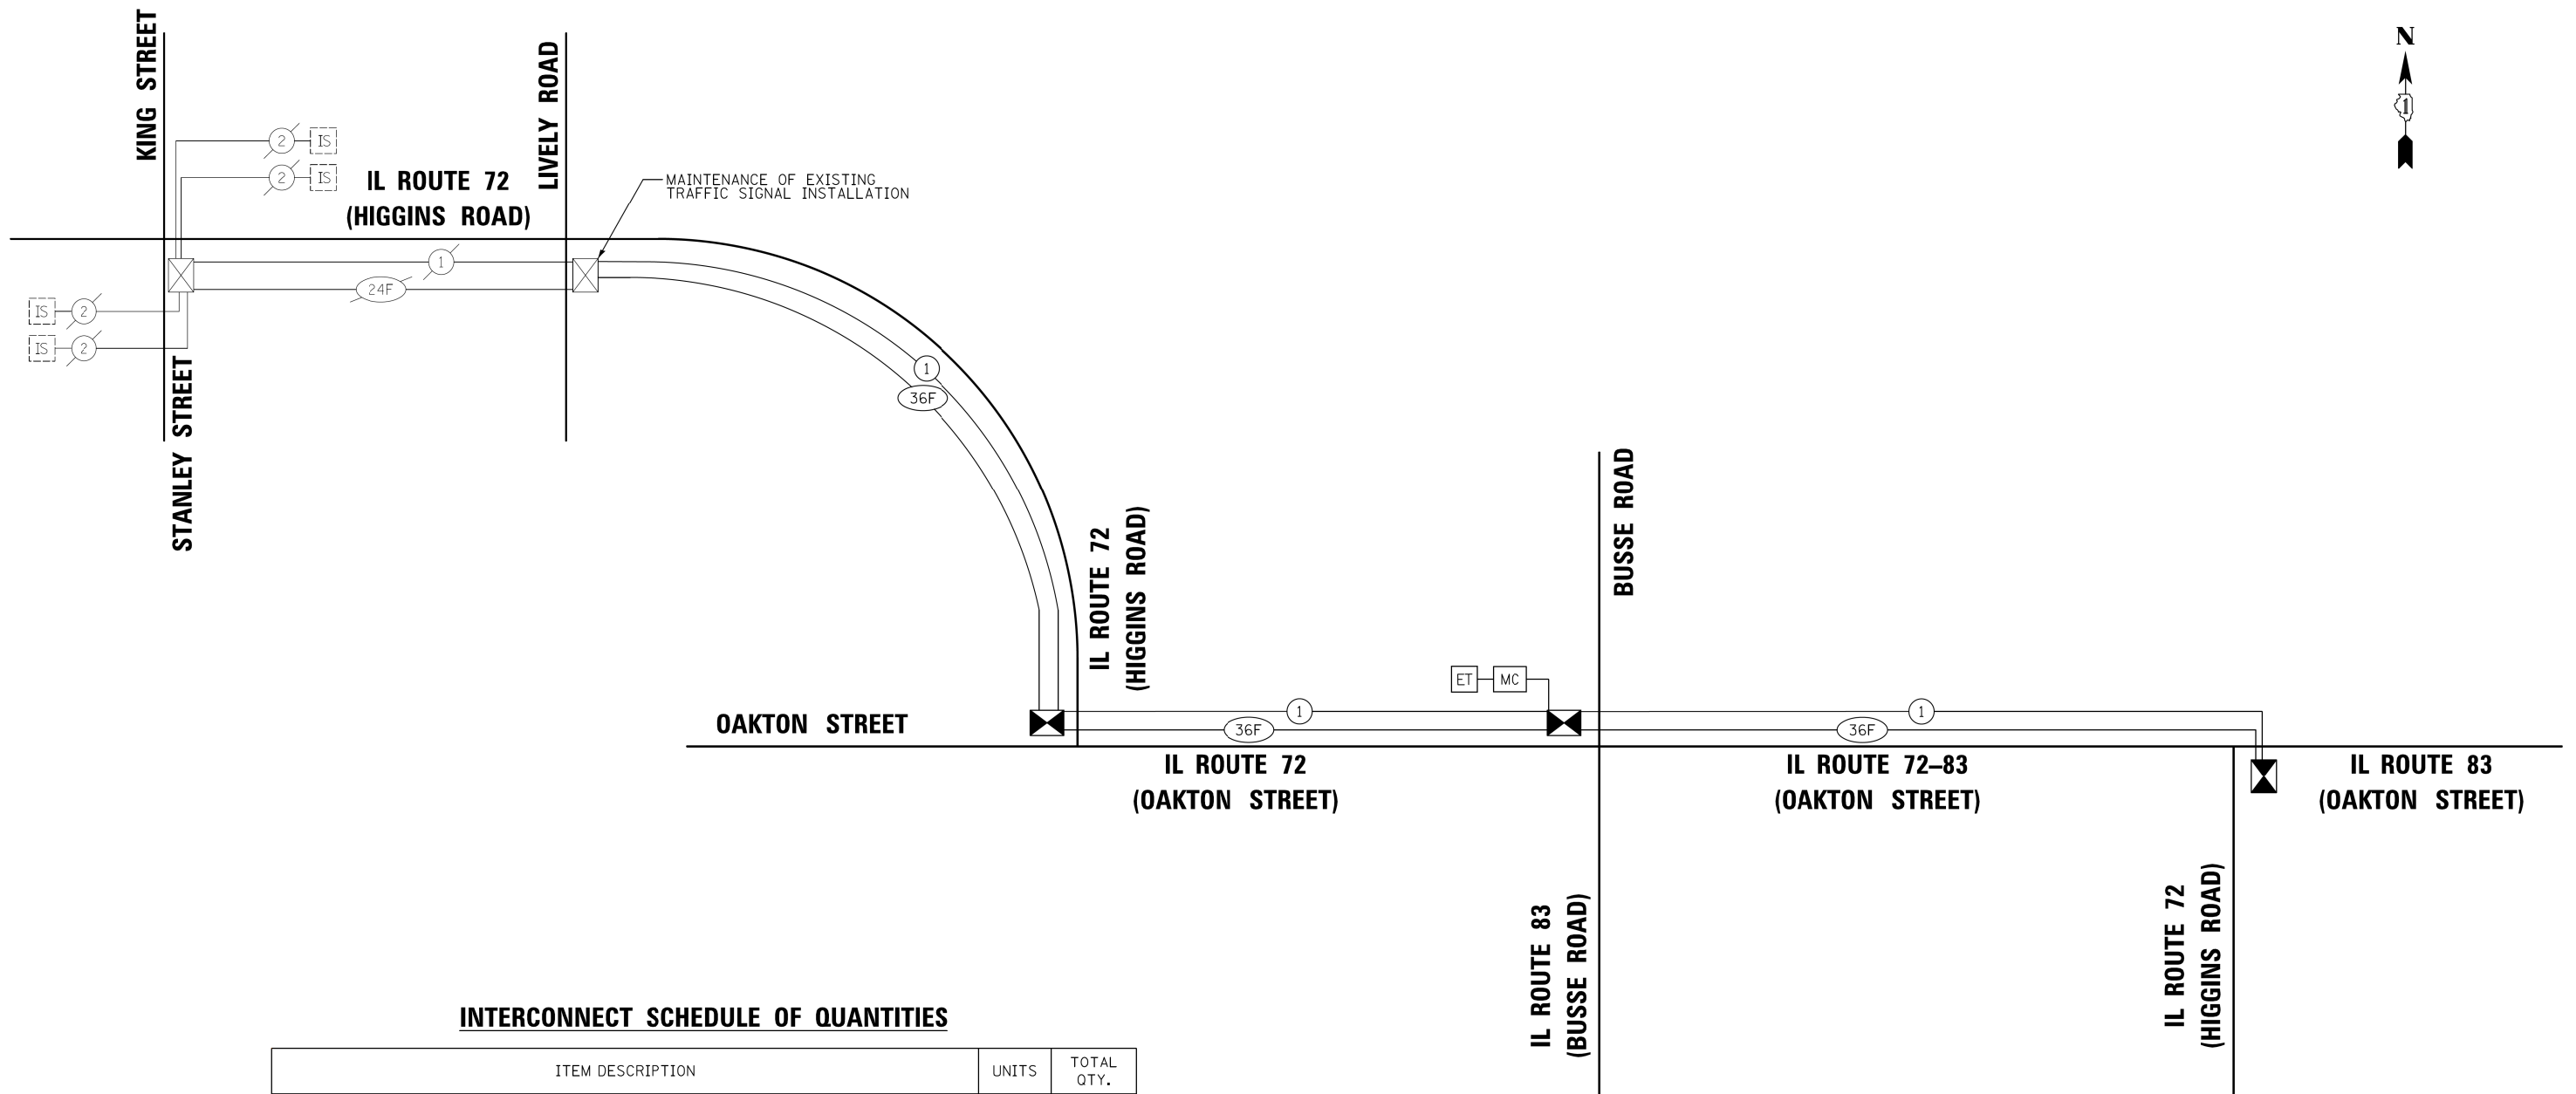 N
1
KING STREET
LIVELY ROAD
2
IS
2
IS
IL ROUTE 72
(HIGGINS ROAD)
MAINTENANCE OF EXISTING
TRAFFIC SIGNAL INSTALLATION
1
24F
IS
2
IS
2
STANLEY STREET
1
36F
IL ROUTE 72
(HIGGINS ROAD)
BUSSE ROAD
ET
MC
OAKTON STREET
1
36F
1
36F
IL ROUTE 72
(OAKTON STREET)
IL ROUTE 72–83
(OAKTON STREET)
IL ROUTE 83
(OAKTON STREET)
IL ROUTE 83
(BUSSE ROAD)
IL ROUTE 72
(HIGGINS ROAD)
INTERCONNECT SCHEDULE OF QUANTITIES
ITEM DESCRIPTION
UNITS
TOTAL
QTY.